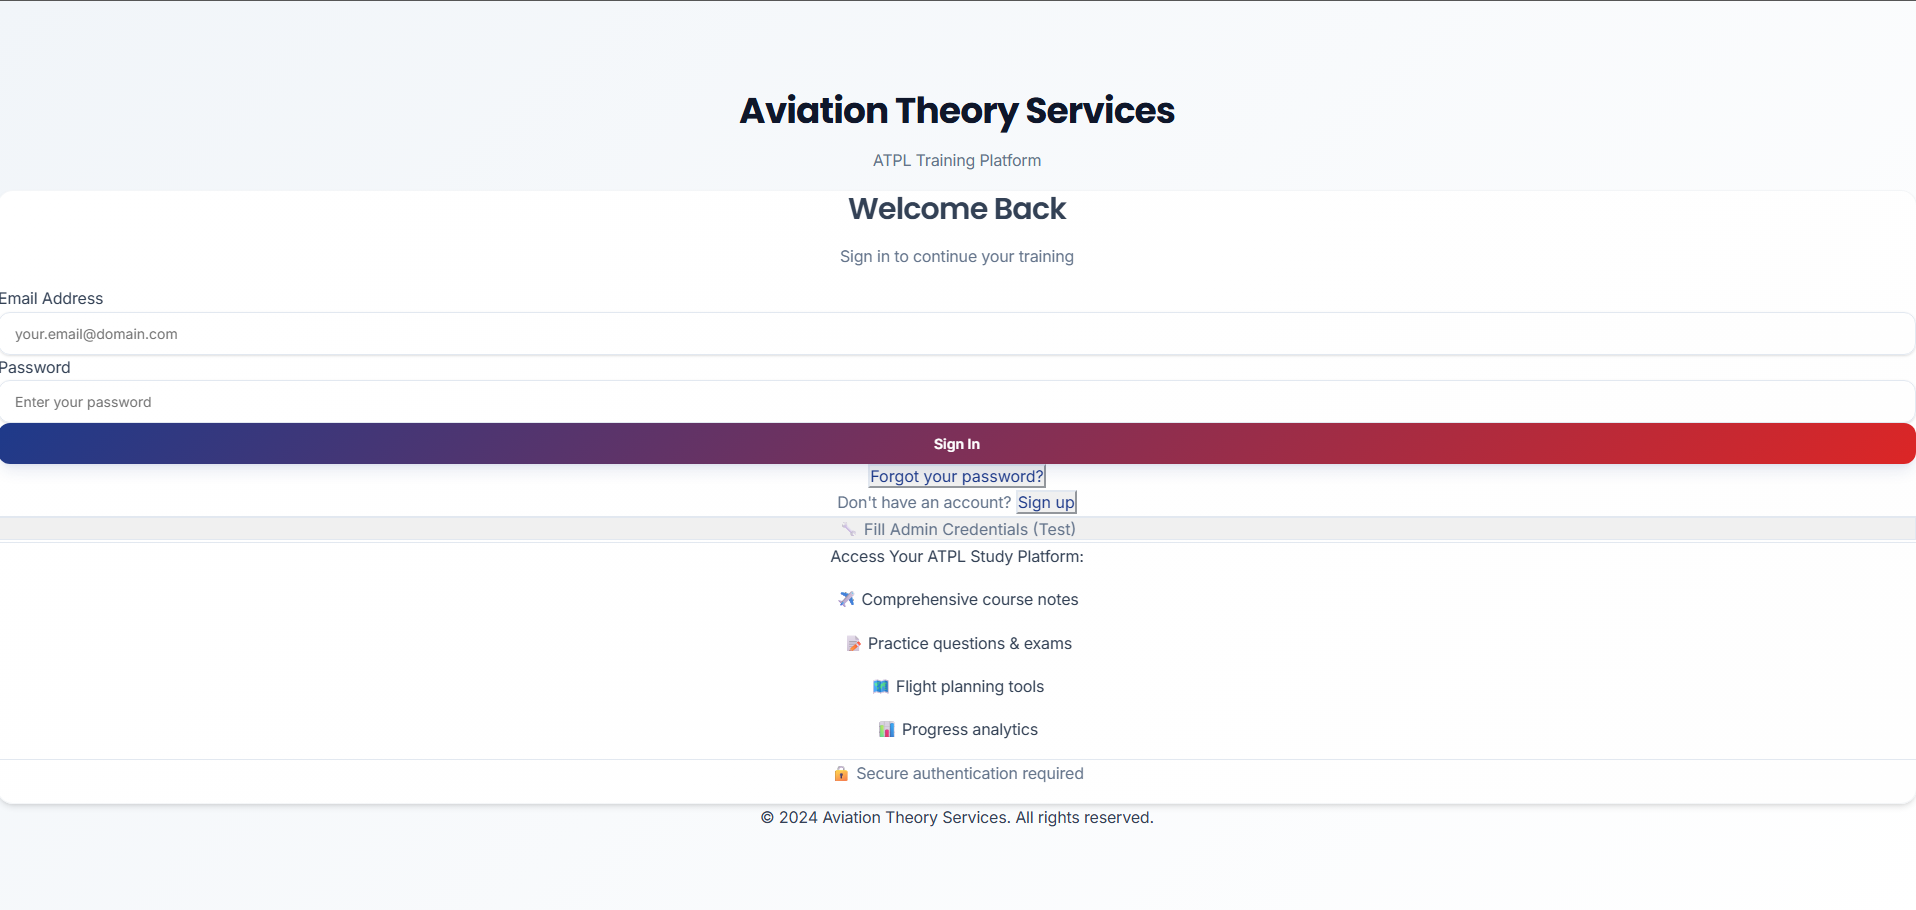 Aviation Theory Services
ATPL Training Platform
Welcome Back
Sign in to continue your training
Email Address
your.email@domain.com
Password
Enter your password
Sign In
Forgot your password?
Don't have an account? Sign up
🔧 Fill Admin Credentials (Test)
Access Your ATPL Study Platform:
✈️ Comprehensive course notes
📝 Practice questions & exams
🗺️ Flight planning tools
📊 Progress analytics
🔒 Secure authentication required
© 2024 Aviation Theory Services. All rights reserved.